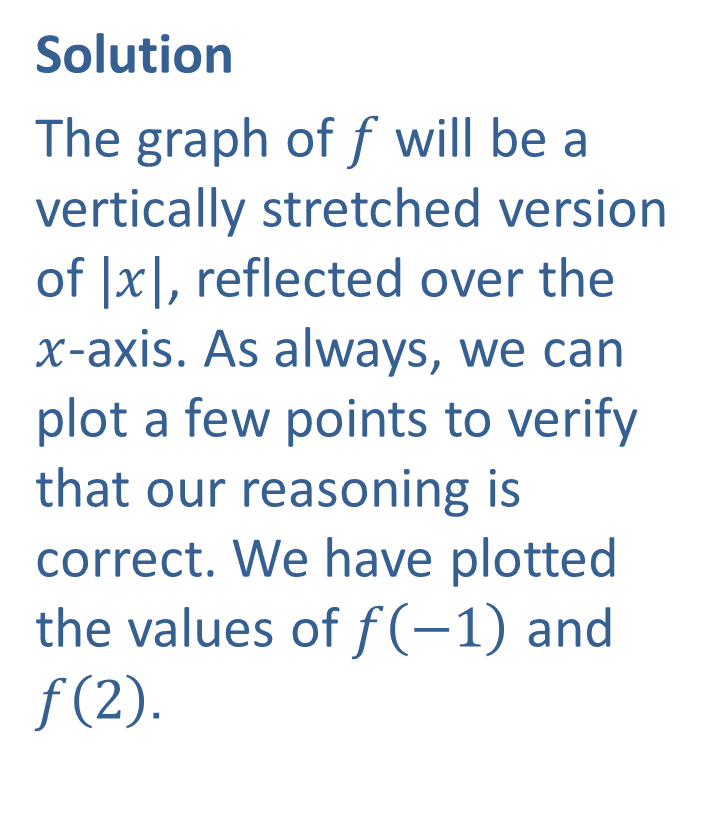 Solution
The graph of f will be a
vertically stretched version
of |x|, reflected over the
x-axis. As always, we can
plot a few points to verify
that our reasoning is
correct. We have plotted
the values of f(−1) and
f(2).